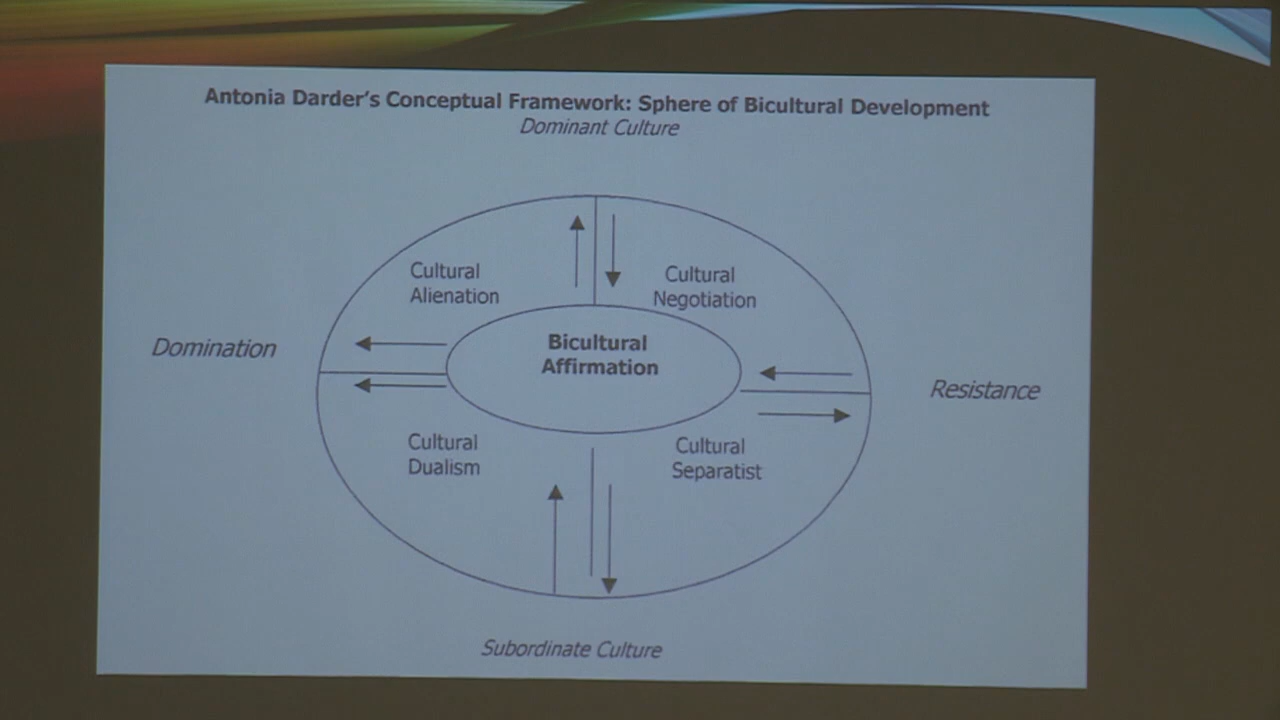 Antonia Darder's Conceptual Framework: Sphere of Bicultural Development
Dominant Culture
Cultural
Alienation
Cultural
Negotiation
Domination
Bicultural
Affirmation
Resistance
Cultural
Dualism
Cultural
Separatist
Subordinate Culture